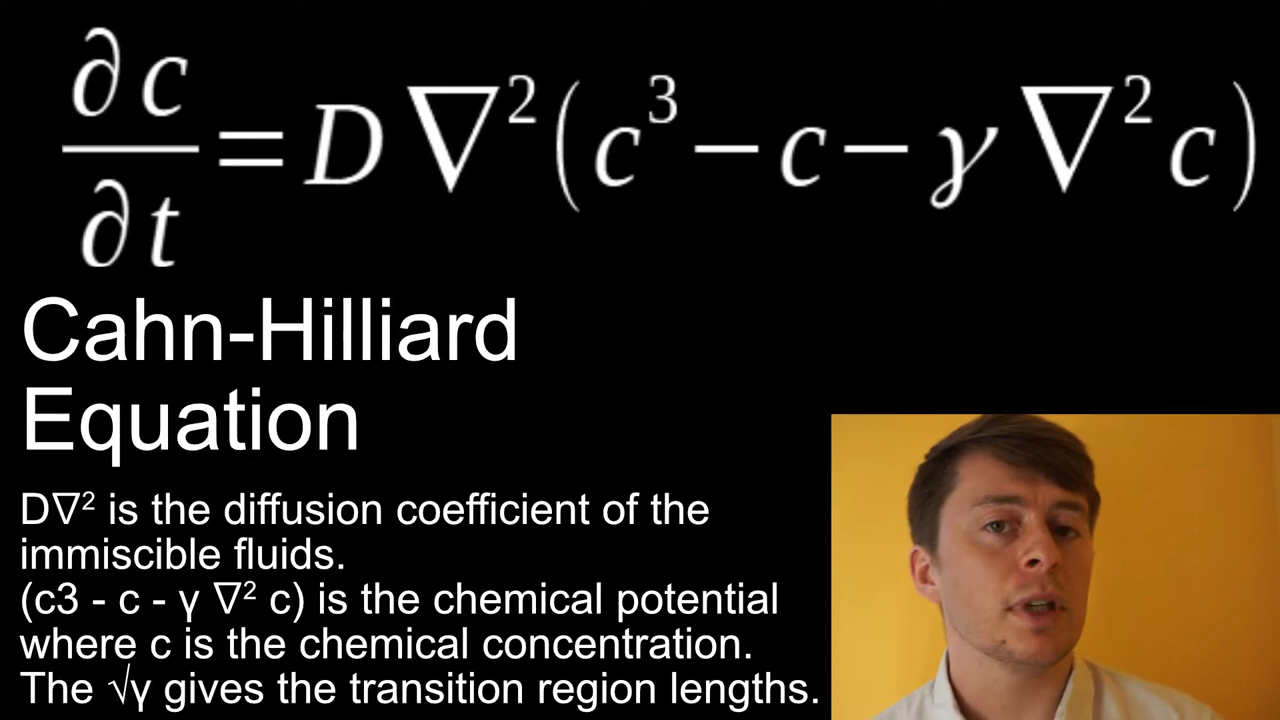 ∂c/∂t = D∇²(c³ − c − γ∇²c)
Cahn-Hilliard
Equation
D∇² is the diffusion coefficient of the
immiscible fluids.
(c3 - c - γ ∇² c) is the chemical potential
where c is the chemical concentration.
The √γ gives the transition region lengths.